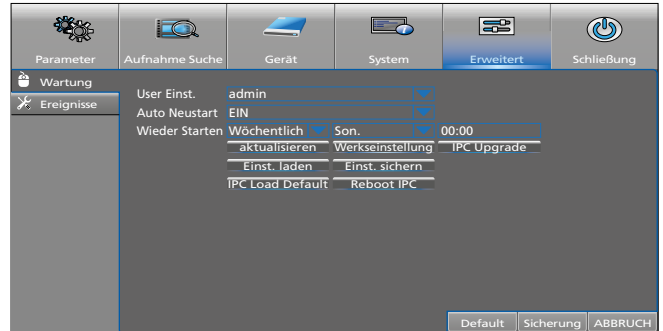 Parameter Aufnahme Suche Gerät System Erweitert Schließung
Wartung
Ereignisse
User Einst. admin
Auto Neustart EIN
Wieder Starten Wöchentlich Son. 00:00
aktualisieren Werkseinstellung IPC Upgrade
Einst. laden Einst. sichern
IPC Load Default Reboot IPC
Default Sicherung ABBRUCH